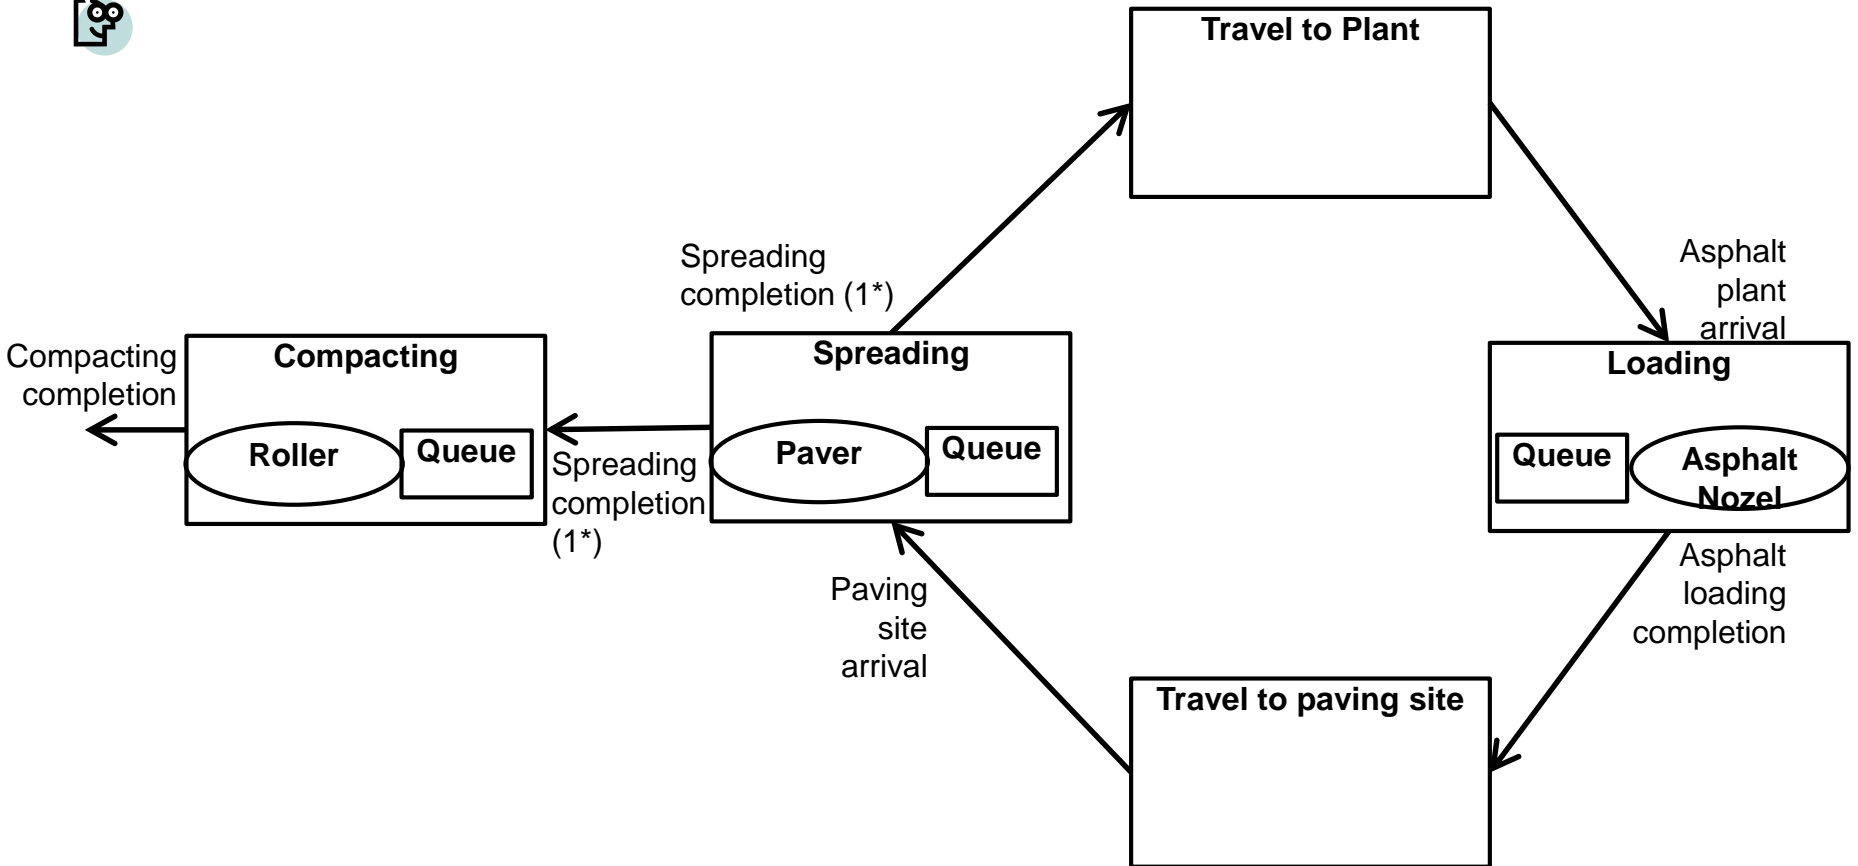 Travel to Plant
Spreading
completion (1*)
Asphalt
plant
arrival
Compacting
completion
Compacting
Roller
Queue
Spreading
completion
(1*)
Spreading
Paver
Queue
Loading
Queue
Asphalt
Nozel
Paving
site
arrival
Asphalt
loading
completion
Travel to paving site